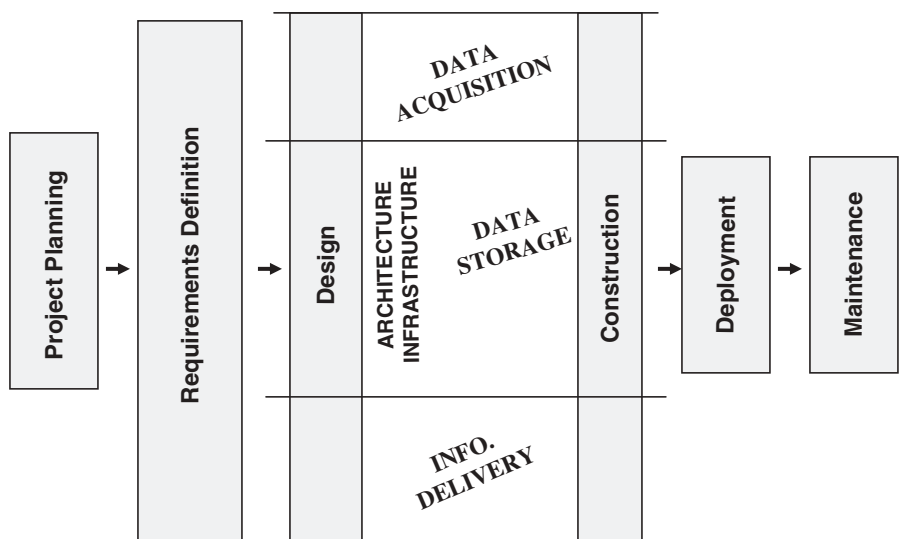 Project Planning
Requirements Definition
Design
ARCHITECTURE
INFRASTRUCTURE
DATA
ACQUISITION
DATA
STORAGE
INFO.
DELIVERY
Construction
Deployment
Maintenance